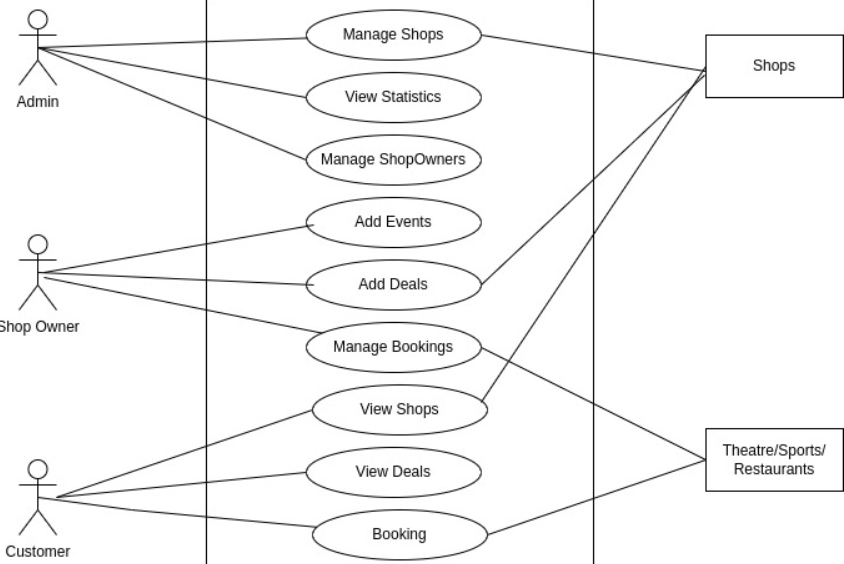 Manage Shops
Shops
View Statistics
Admin
Manage ShopOwners
Add Events
Add Deals
Shop Owner
Manage Bookings
View Shops
Theatre/Sports/
Restaurants
View Deals
Booking
Customer